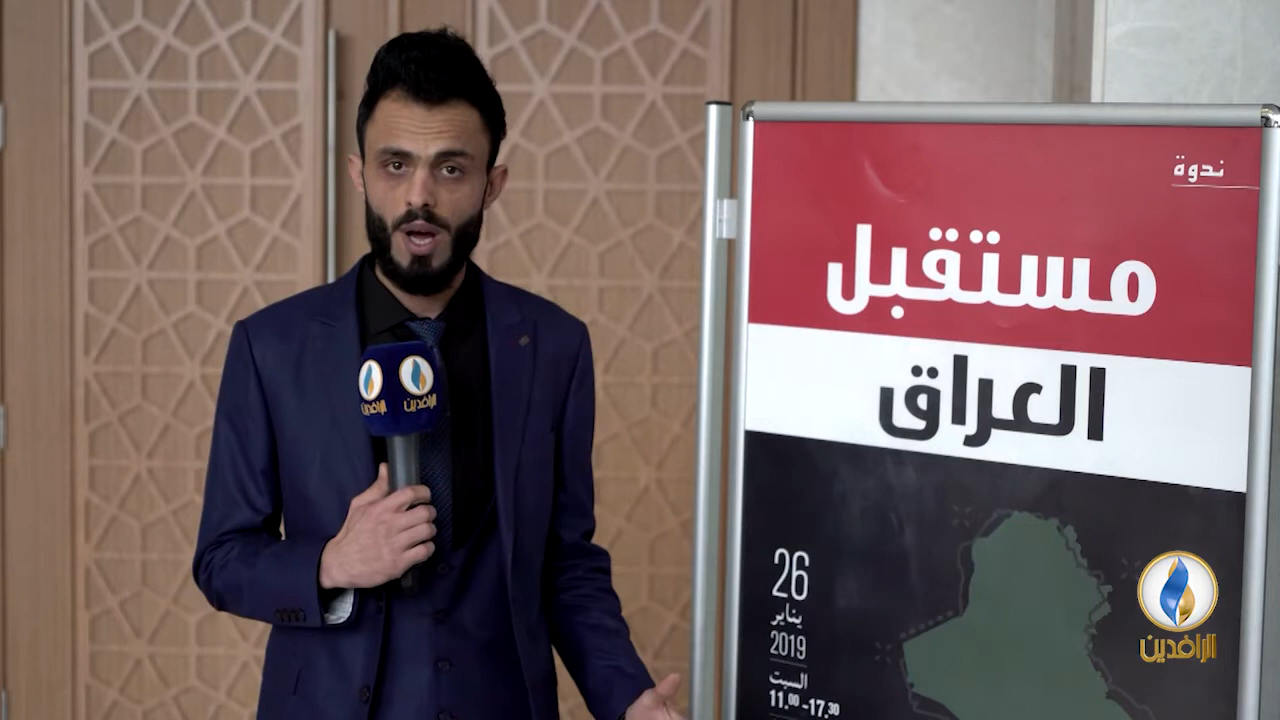 ندوة
مستقبل
العراق
26
يناير
2019
السبت
11.00 -17.30
الرافدين
الرافدين
الرافدين